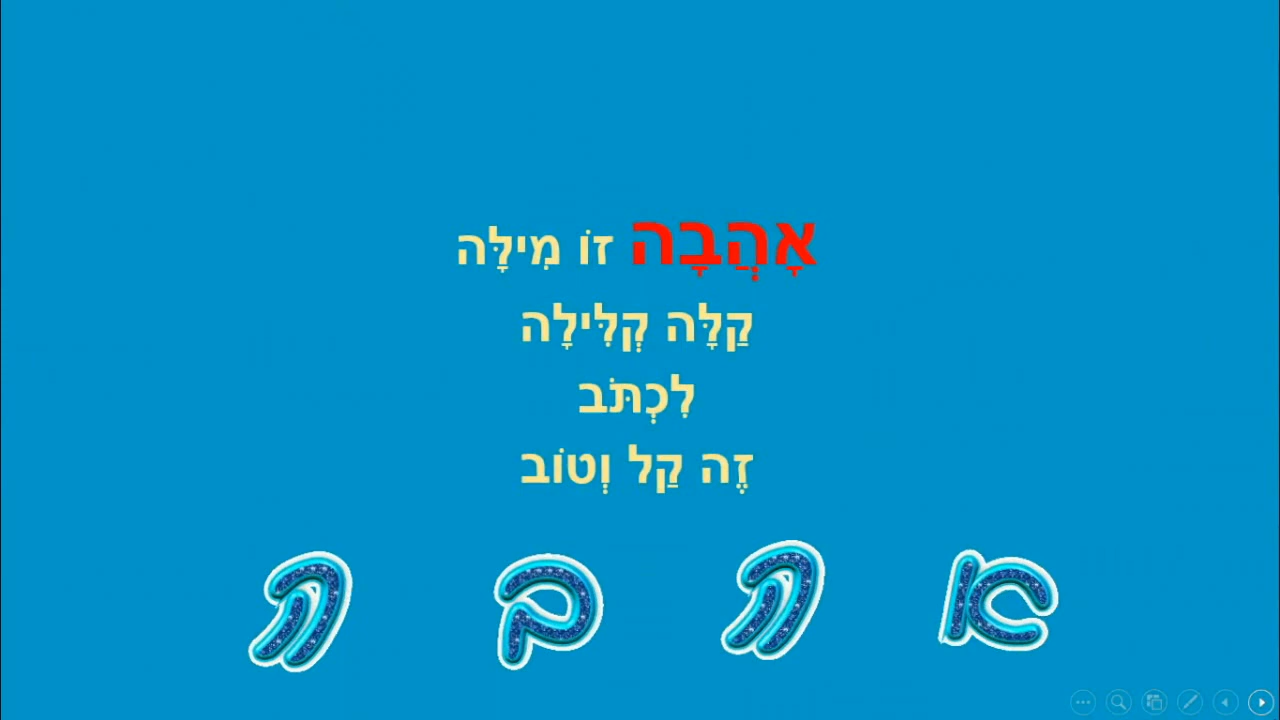 אָהֲבָה זוֹ מִילָּה
קַלָּה קְלִּילָה
לִכְתֹּב
זֶה קַל וְטוֹב
א ה ב ה